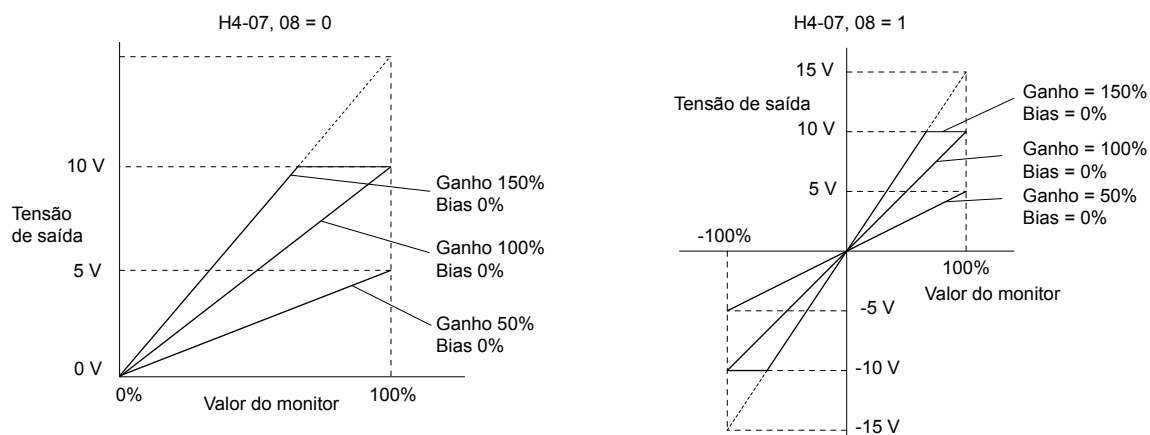 H4-07, 08 = 0
10 V
Tensão
de saída
5 V
0 V
0%
Valor do monitor
100%
Ganho 150%
Bias 0%
Ganho 100%
Bias 0%
Ganho 50%
Bias 0%
H4-07, 08 = 1
15 V
Tensão de saída
10 V
5 V
Ganho = 150%
Bias = 0%
Ganho = 100%
Bias = 0%
Ganho = 50%
Bias = 0%
-100%
100%
Valor do monitor
-5 V
-10 V
-15 V